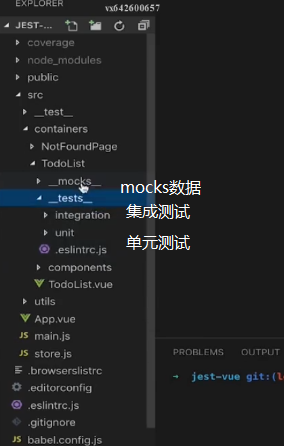 EXPLORER
vx642600657
JEST-...
coverage
node_modules
public
src
__test__
containers
NotFoundPage
TodoList
__mocks__
mocks数据
__tests__
集成测试
integration
unit
单元测试
.eslintrc.js
components
TodoList.vue
utils
App.vue
main.js
store.js
.browserslistrc
.editorconfig
.eslintrc.js
.gitignore
babel.config.js
PROBLEMS OUTPUT
→ jest-vue git:(l